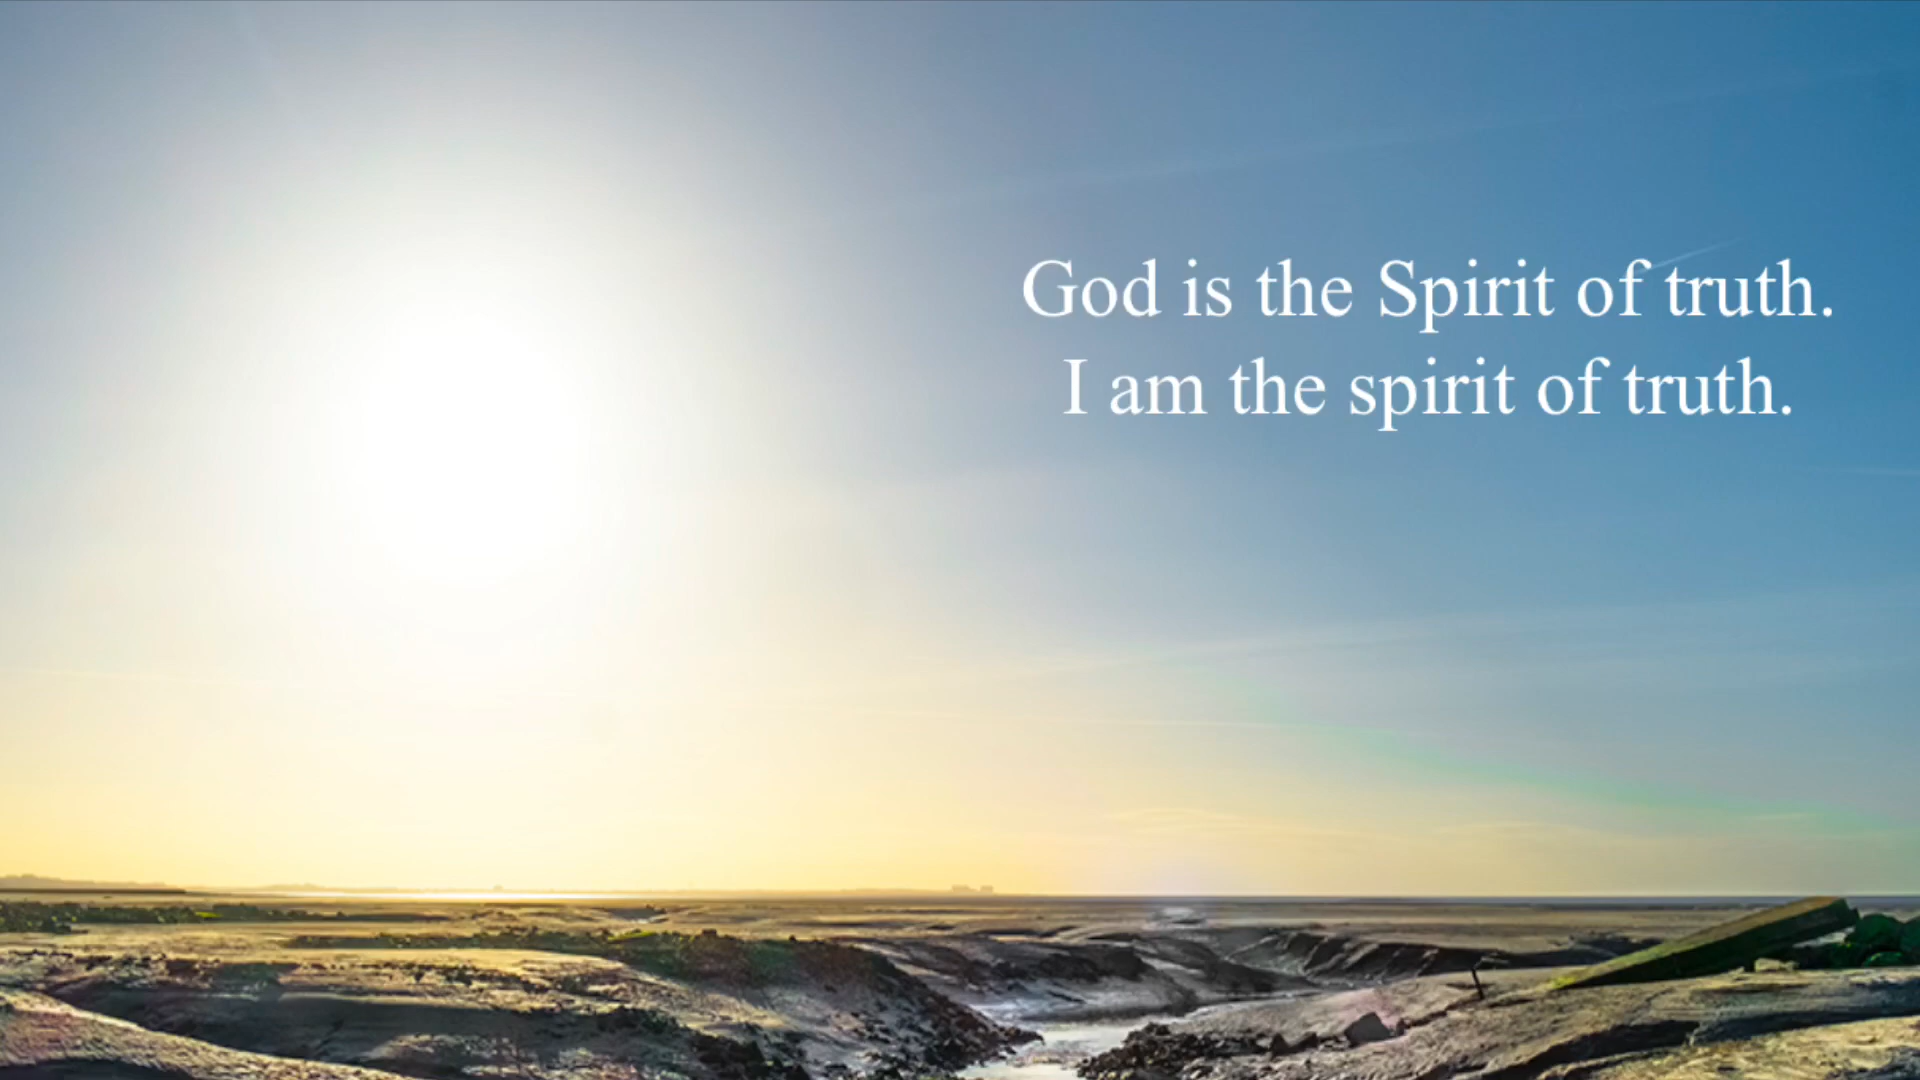 God is the Spirit of truth.
I am the spirit of truth.